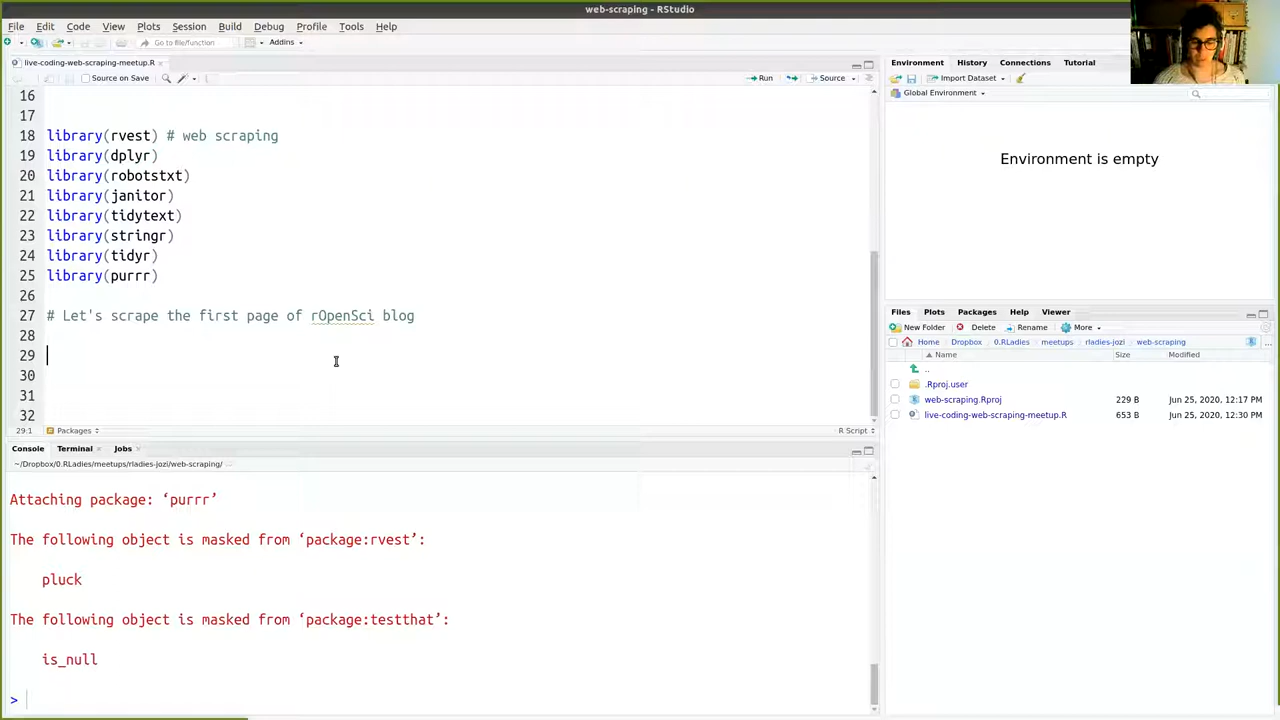 web-scraping - RStudio
File Edit Code View Plots Session Build Debug Profile Tools Help
Go to file/function Addins
live-coding-web-scraping-meetup.R
Source on Save Run Source
16
17
18 library(rvest) # web scraping
19 library(dplyr)
20 library(robotstxt)
21 library(janitor)
22 library(tidytext)
23 library(stringr)
24 library(tidyr)
25 library(purrr)
26
27 # Let's scrape the first page of rOpenSci blog
28
29
30
31
32
29:1 Packages R Script
Console Terminal Jobs
~/Dropbox/0.RLadies/meetups/rladies-jozi/web-scraping/
Attaching package: ‘purrr’
The following object is masked from ‘package:rvest’:
pluck
The following object is masked from ‘package:testthat’:
is_null
>
Environment History Connections Tutorial
Import Dataset
Global Environment
Environment is empty
Files Plots Packages Help Viewer
New Folder Delete Rename More
Home Dropbox 0.RLadies meetups rladies-jozi web-scraping ...
Name Size Modified
..
.Rproj.user
web-scraping.Rproj 229 B Jun 25, 2020, 12:17 PM
live-coding-web-scraping-meetup.R 653 B Jun 25, 2020, 12:30 PM